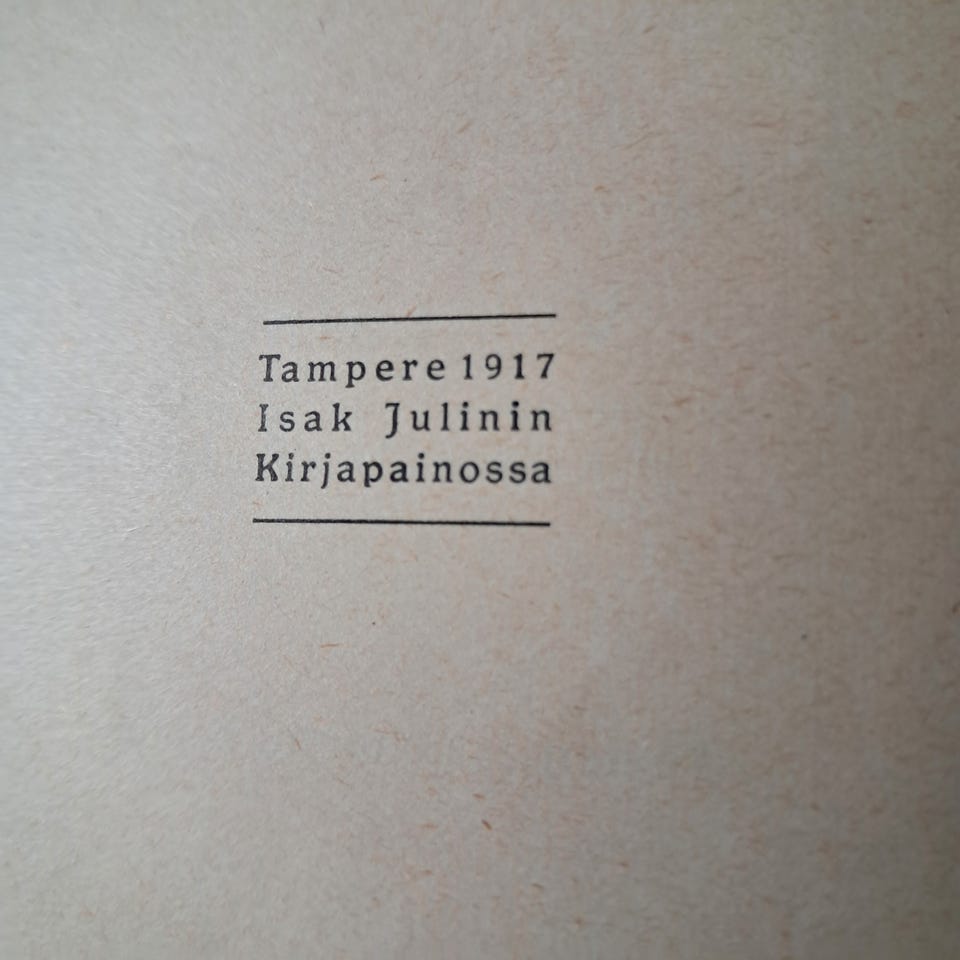 Tampere 1917
Isak Julinin
Kirjapainossa